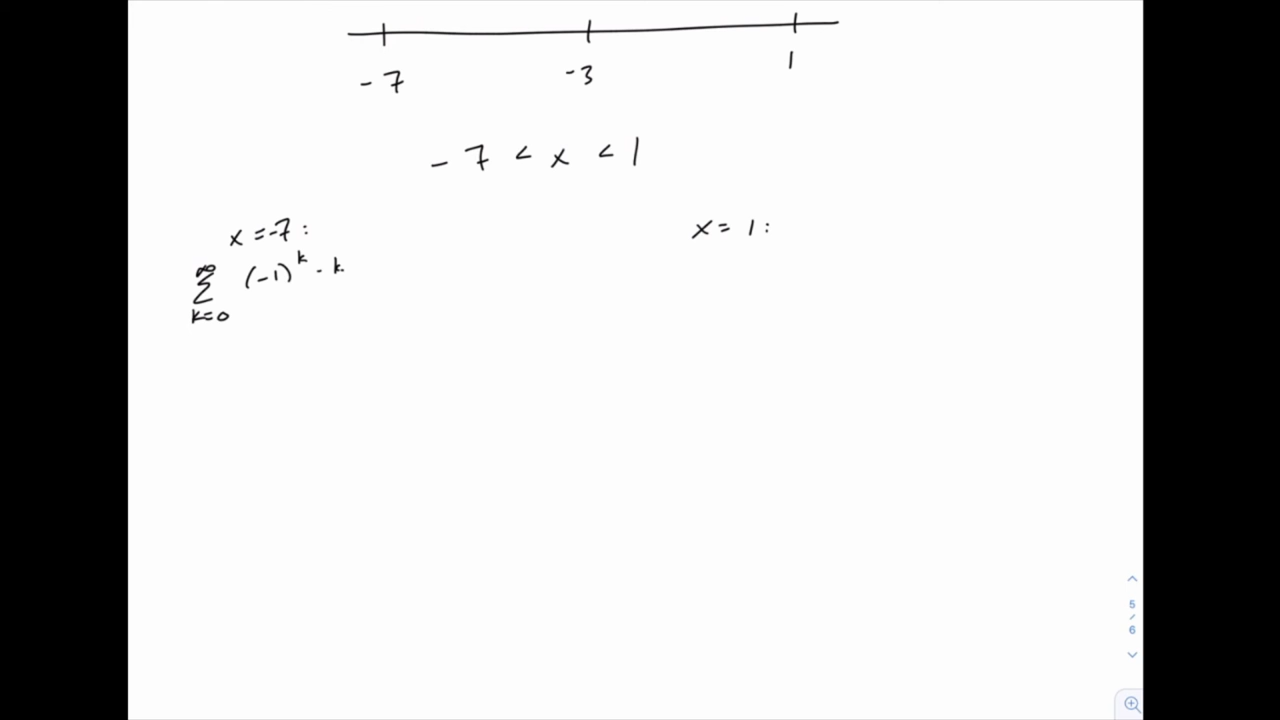 -7 -3 1
-7 < x < 1
x = -7: x = 1:
∞
∑ (-1)^k · k
k=0
5
/
6